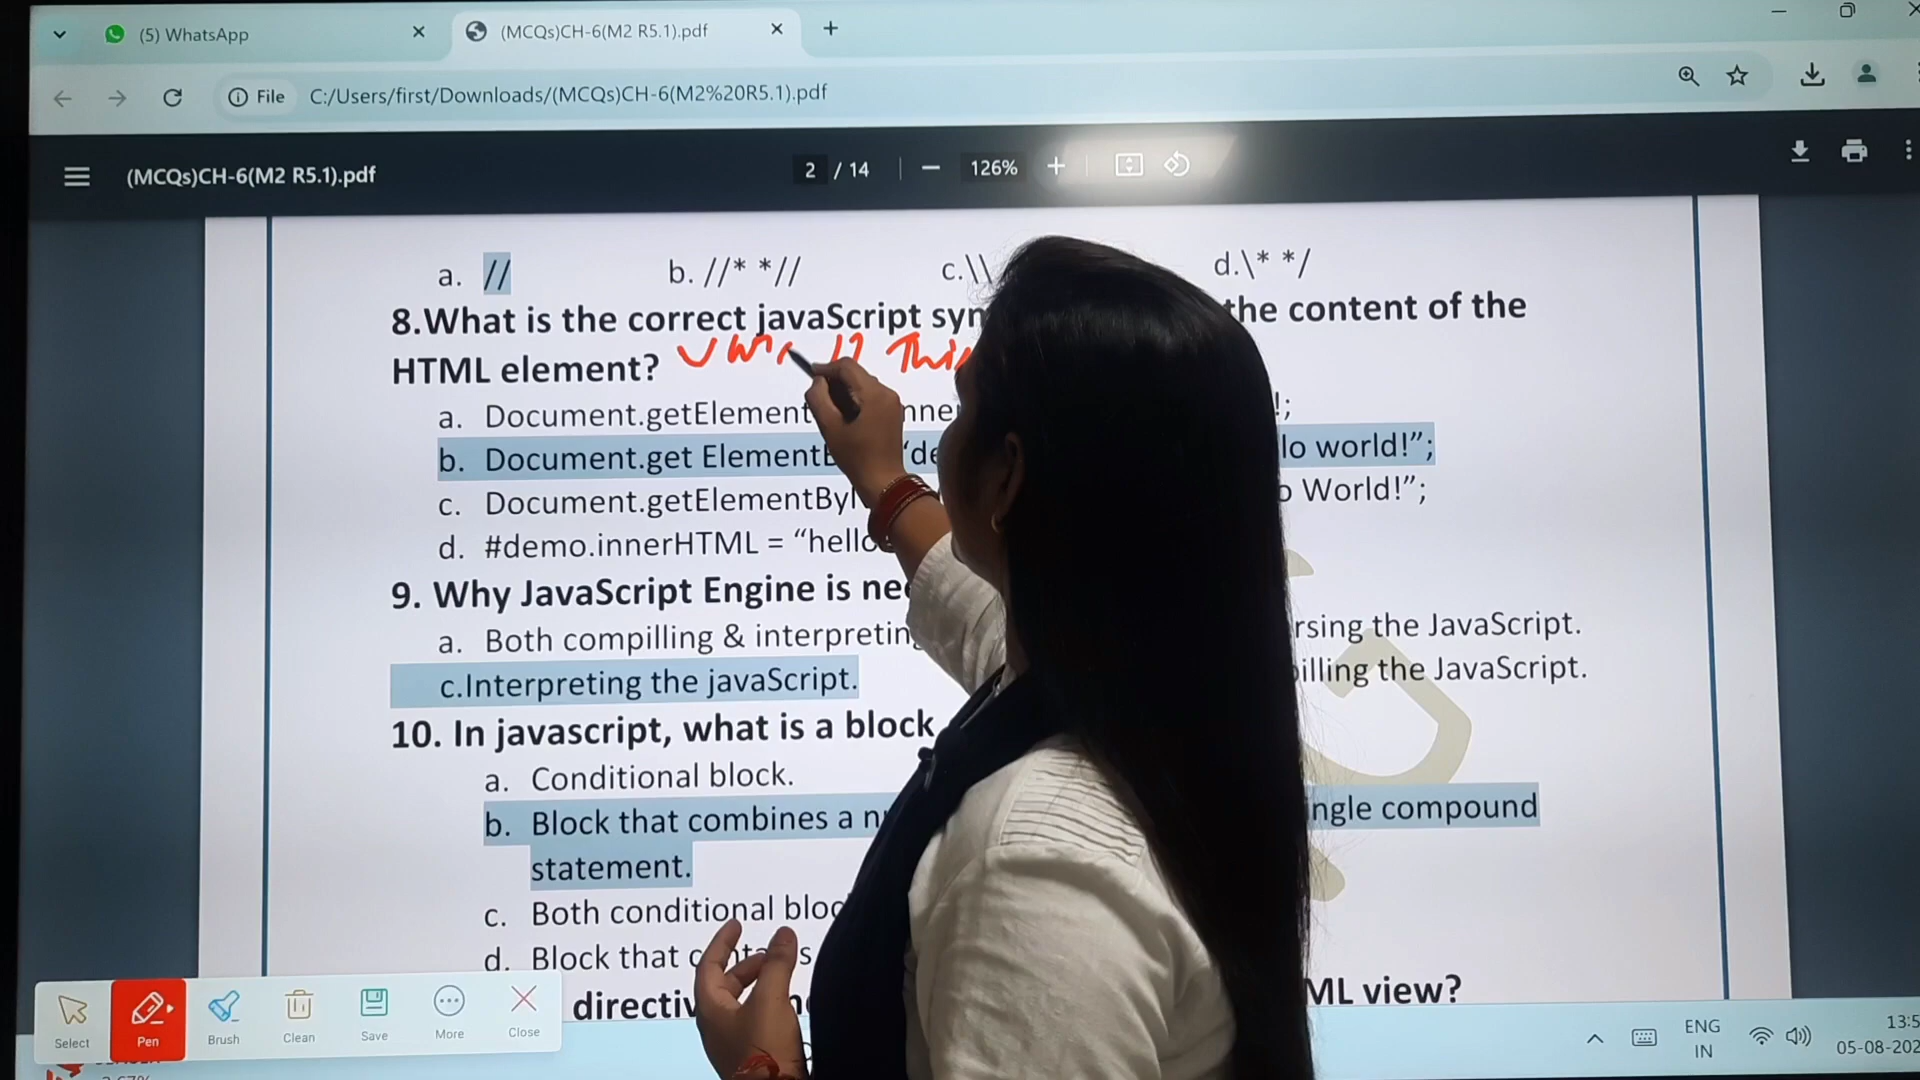 (5) WhatsApp
(MCQs)CH-6(M2 R5.1).pdf
File C:/Users/first/Downloads/(MCQs)CH-6(M2%20R5.1).pdf
(MCQs)CH-6(M2 R5.1).pdf 2 / 14 126%
a. // b. //* *// c.\\ d.\* */
8.What is the correct javaScript the content of the
HTML element?
a. Document.getElement
b. Document.get Element lo world!”;
c. Document.getElementBy World!”;
d. #demo.innerHTML = “hello
9. Why JavaScript Engine is
a. Both compilling & interpretin rsing the JavaScript.
c.Interpreting the javaScript. illing the JavaScript.
10. In javascript, what is a block
a. Conditional block.
b. Block that combines a ngle compound
statement.
c. Both conditional bloc
d. Block that
directiv ML view?
Select Pen Brush Clean Save More Close
ENG
IN
13:5
05-08-202